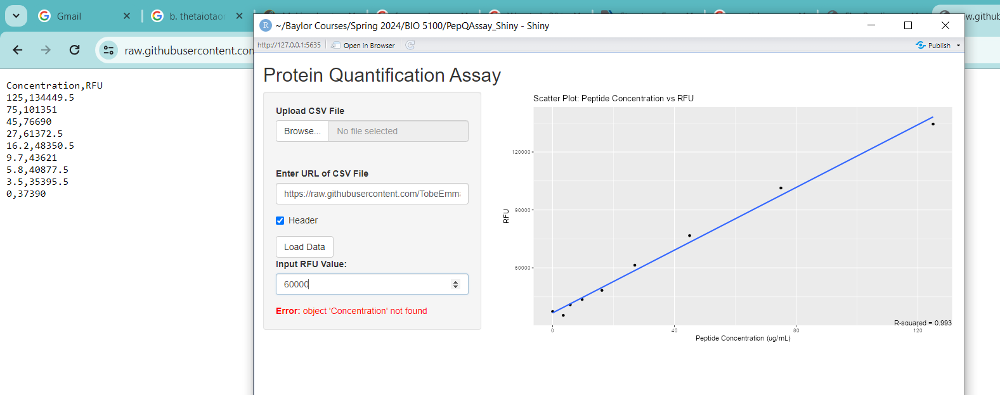 Gmail
b. thetaiotao
raw.githubusercontent.con
w.github
Concentration,RFU
125,134449.5
75,101351
45,76690
27,61372.5
16.2,48350.5
9.7,43621
5.8,40877.5
3.5,35395.5
0,37390
R ~/Baylor Courses/Spring 2024/BIO 5100/PepQAssay_Shiny - Shiny
http://127.0.0.1:5635 Open in Browser Publish
Protein Quantification Assay
Upload CSV File
Browse... No file selected
Enter URL of CSV File
https://raw.githubusercontent.com/TobeEmma
Header
Load Data
Input RFU Value:
60000
Error: object 'Concentration' not found
Scatter Plot: Peptide Concentration vs RFU
120000
90000
60000
RFU
R-squared = 0.993
0 40 80 120
Peptide Concentration (ug/mL)